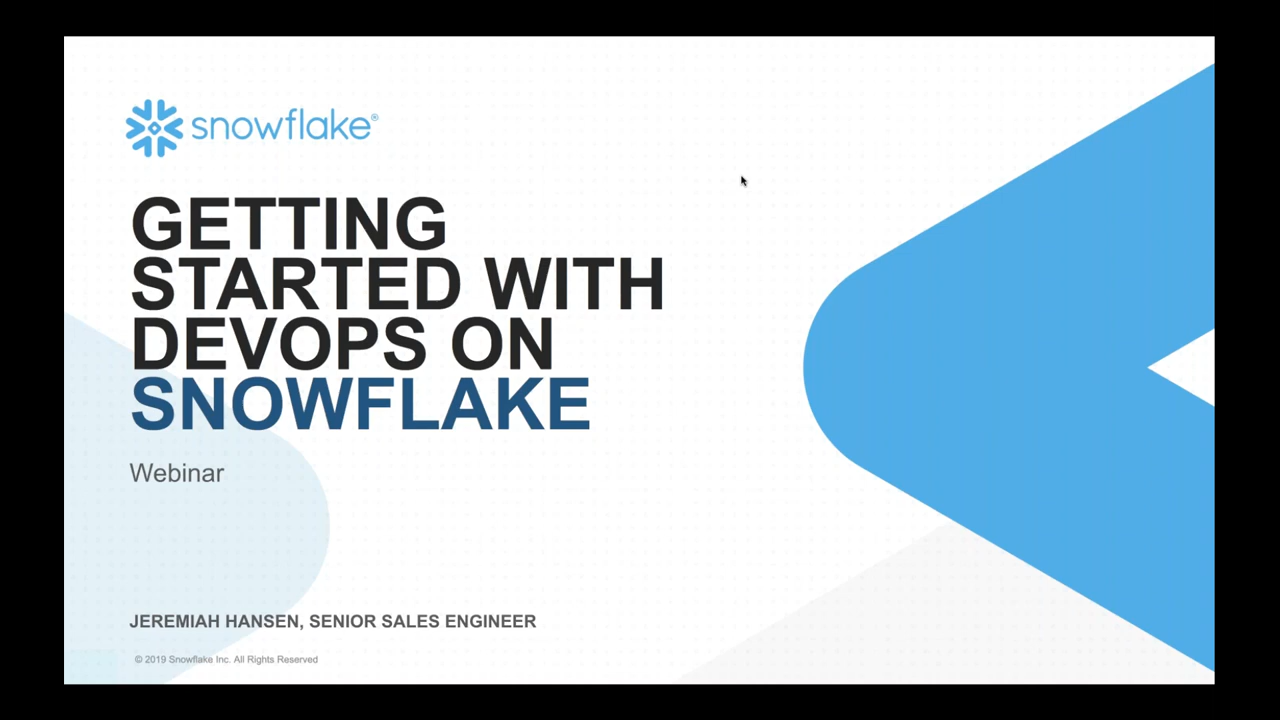 snowflake®
GETTING
STARTED WITH
DEVOPS ON
SNOWFLAKE
Webinar
JEREMIAH HANSEN, SENIOR SALES ENGINEER
© 2019 Snowflake Inc. All Rights Reserved